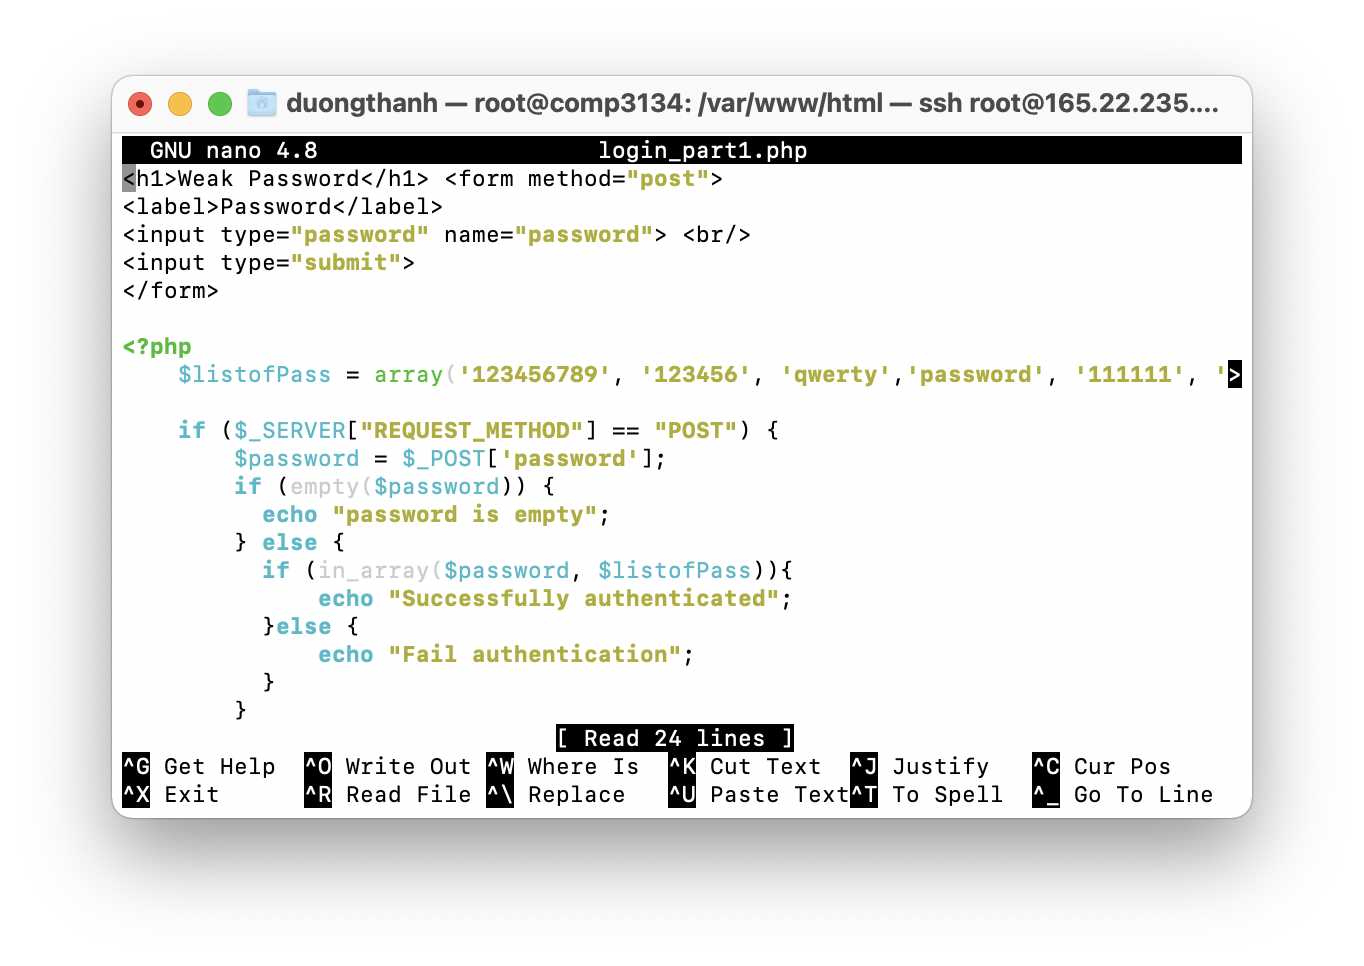 duongthanh — root@comp3134: /var/www/html — ssh root@165.22.235....
GNU nano 4.8 login_part1.php
<h1>Weak Password</h1> <form method="post">
<label>Password</label>
<input type="password" name="password"> <br/>
<input type="submit">
</form>

<?php
    $listofPass = array('123456789', '123456', 'qwerty','password', '111111', '>

    if ($_SERVER["REQUEST_METHOD"] == "POST") {
        $password = $_POST['password'];
        if (empty($password)) {
          echo "password is empty";
        } else {
          if (in_array($password, $listofPass)){
              echo "Successfully authenticated";
          }else {
              echo "Fail authentication";
          }
        }
[ Read 24 lines ]
^G Get Help ^O Write Out ^W Where Is ^K Cut Text ^J Justify ^C Cur Pos
^X Exit ^R Read File ^\ Replace ^U Paste Text^T To Spell ^_ Go To Line